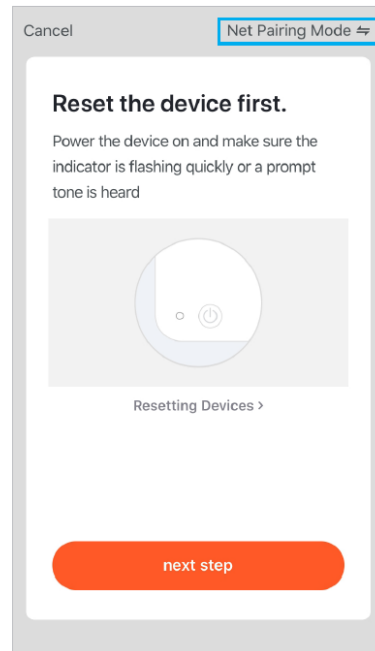 Cancel
Net Pairing Mode ⇋
Reset the device first.
Power the device on and make sure the
indicator is flashing quickly or a prompt
tone is heard
Resetting Devices >
next step